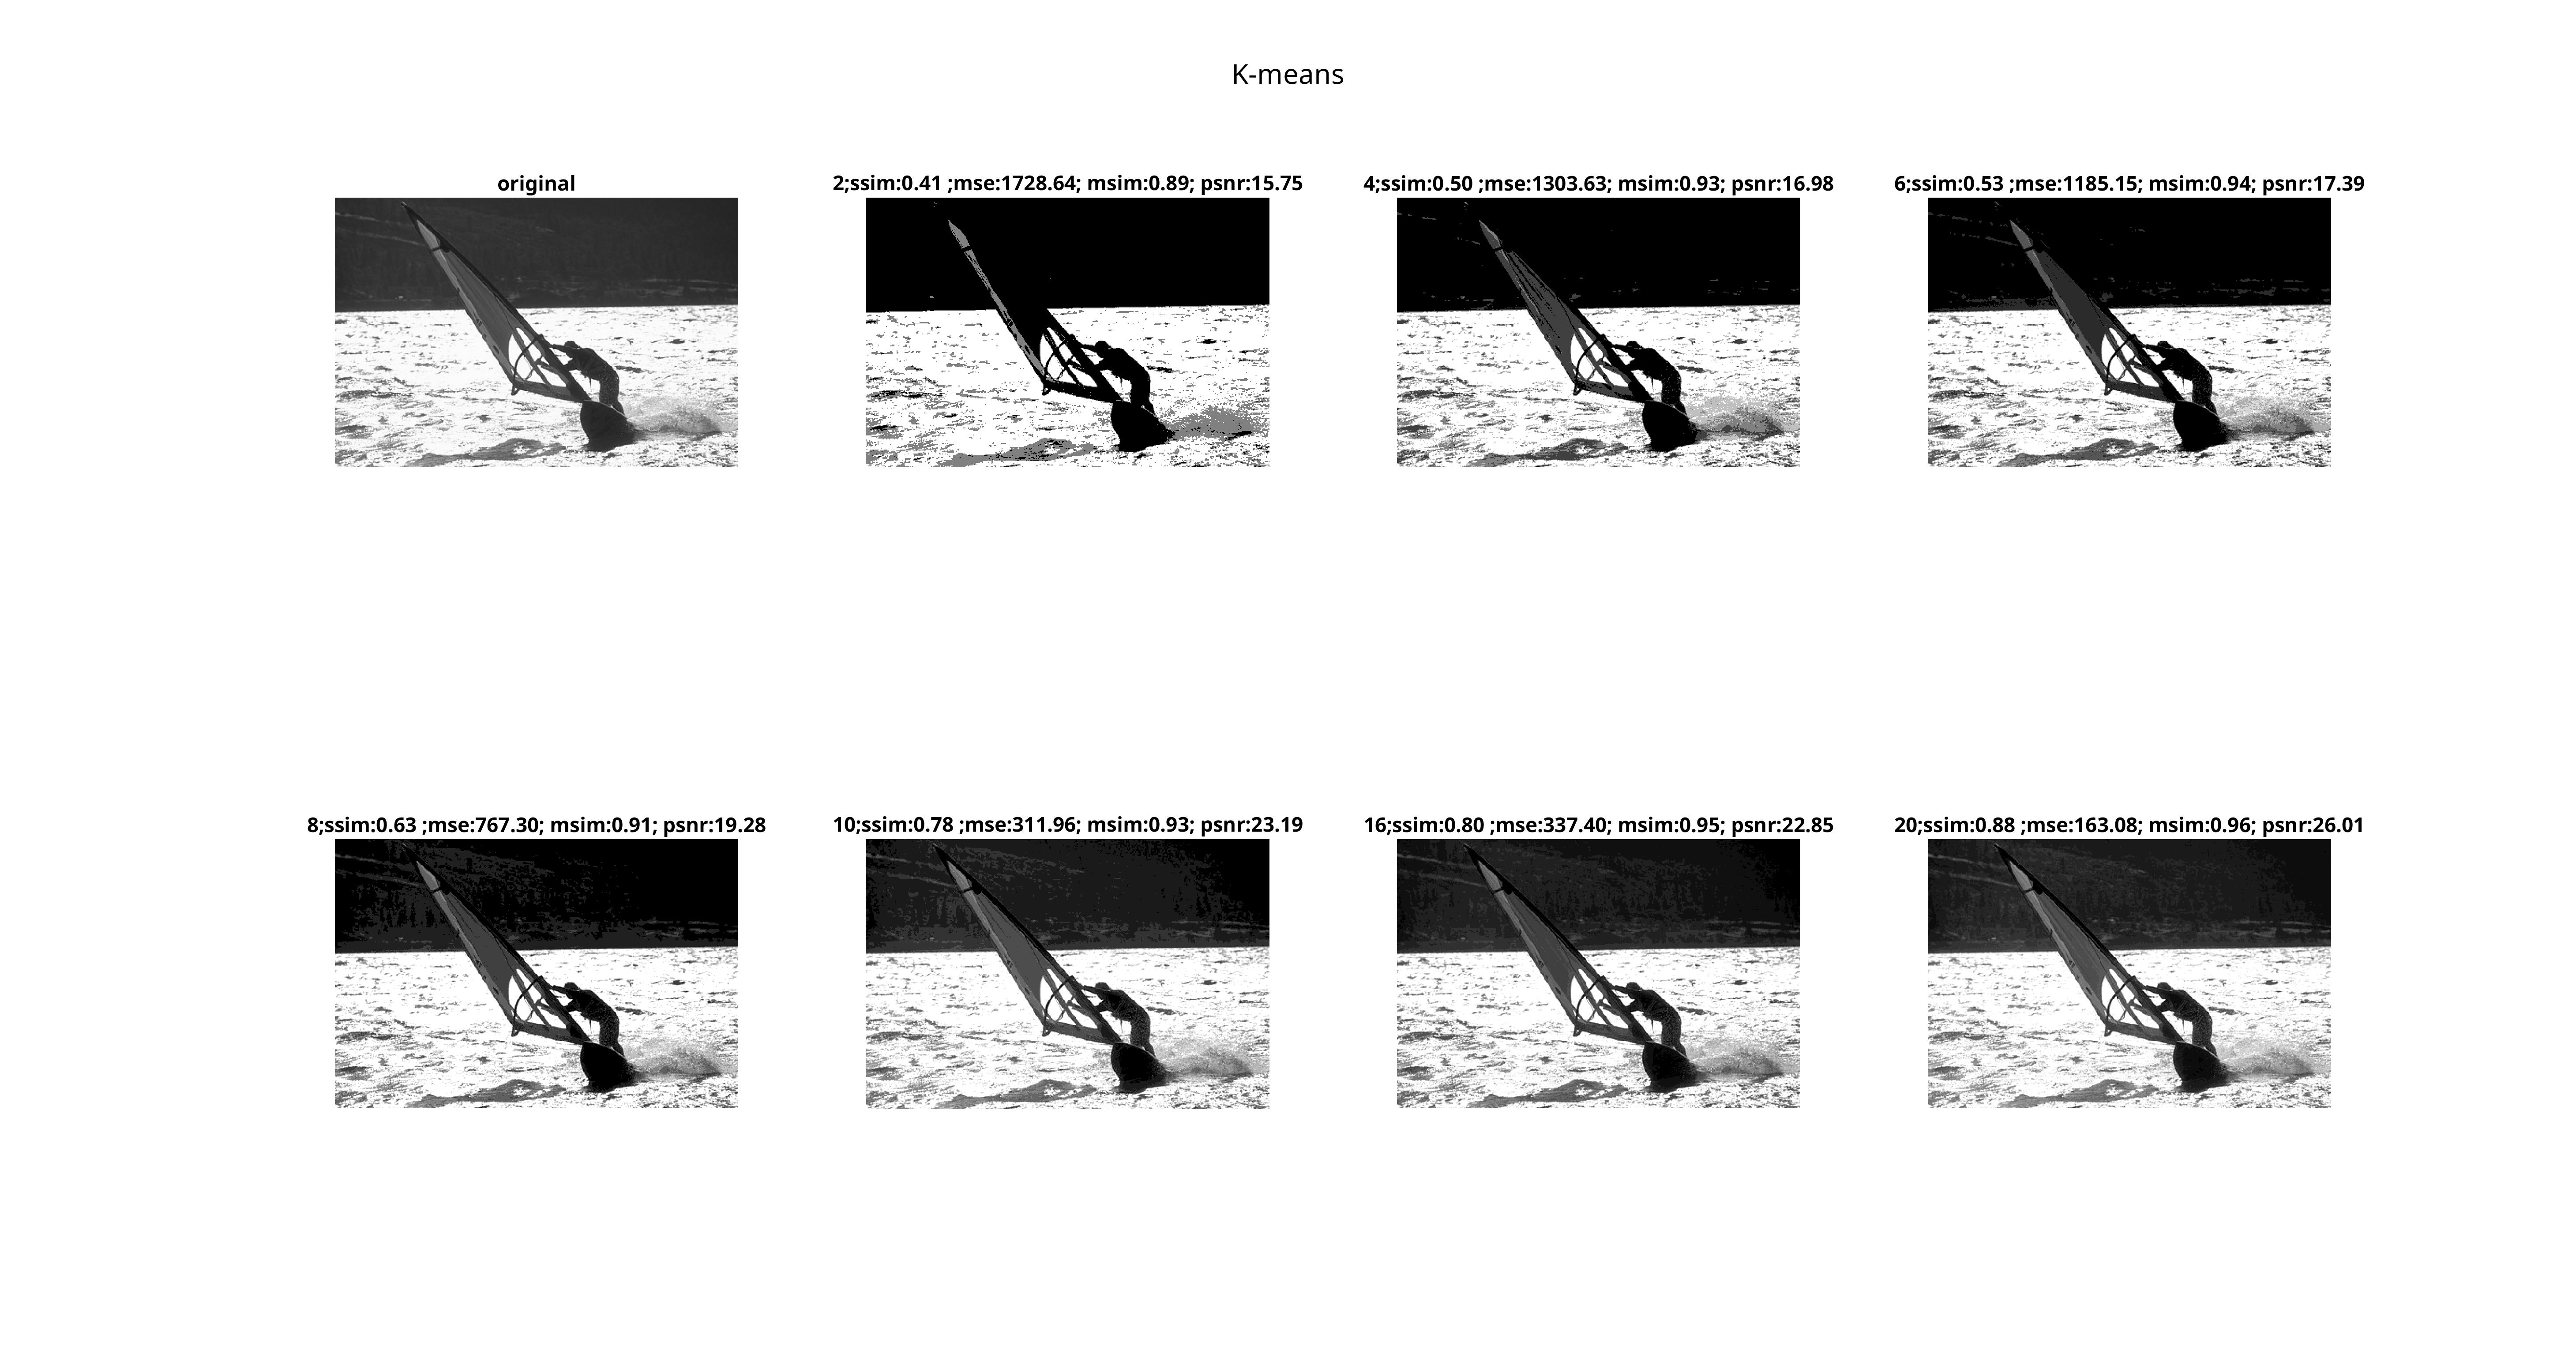 K-means
original
2;ssim:0.41 ;mse:1728.64; msim:0.89; psnr:15.75
4;ssim:0.50 ;mse:1303.63; msim:0.93; psnr:16.98
6;ssim:0.53 ;mse:1185.15; msim:0.94; psnr:17.39
8;ssim:0.63 ;mse:767.30; msim:0.91; psnr:19.28
10;ssim:0.78 ;mse:311.96; msim:0.93; psnr:23.19
16;ssim:0.80 ;mse:337.40; msim:0.95; psnr:22.85
20;ssim:0.88 ;mse:163.08; msim:0.96; psnr:26.01